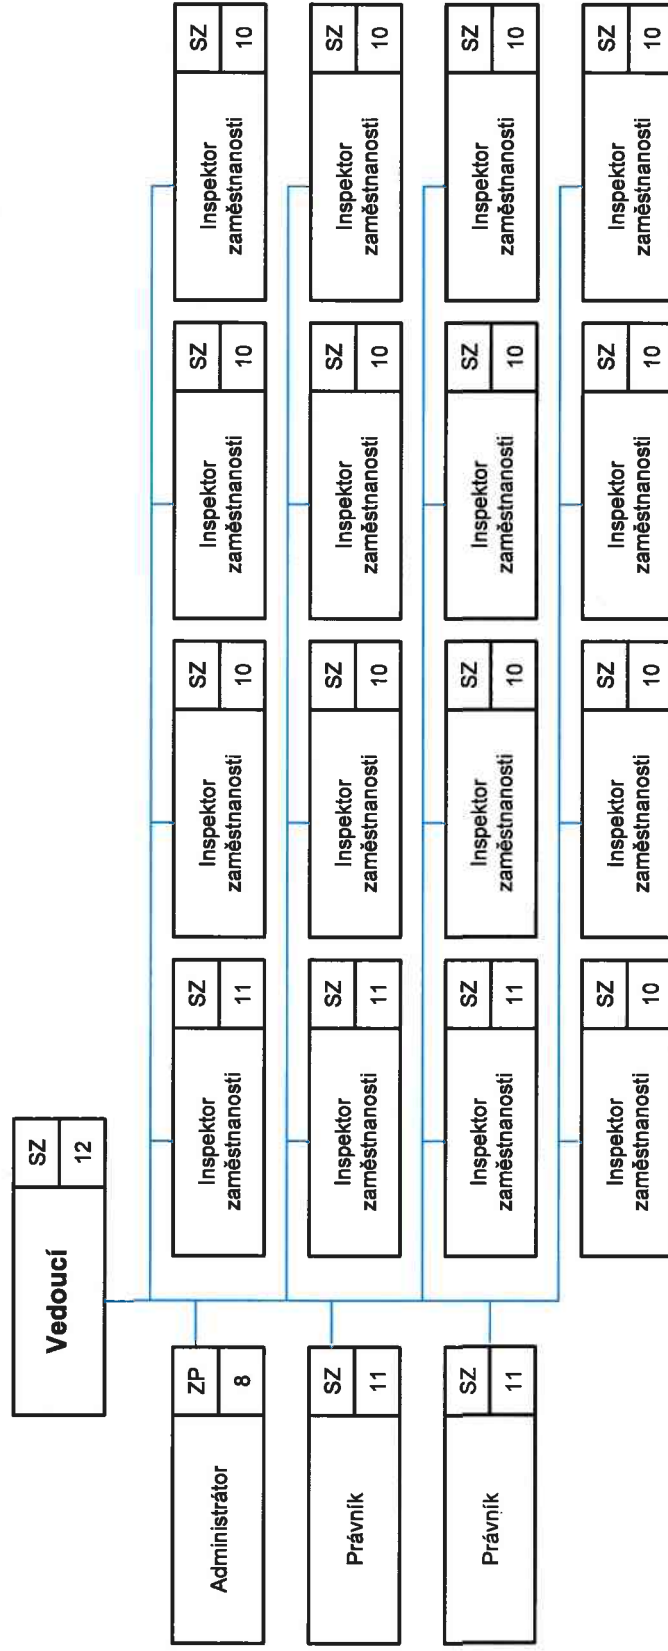 Vedoucí
SZ
12
Administrátor
ZP
8
Inspektor
zaměstnanosti
SZ
11
Inspektor
zaměstnanosti
SZ
10
Inspektor
zaměstnanosti
SZ
10
Inspektor
zaměstnanosti
SZ
10
Právník
SZ
11
Inspektor
zaměstnanosti
SZ
11
Inspektor
zaměstnanosti
SZ
10
Inspektor
zaměstnanosti
SZ
10
Inspektor
zaměstnanosti
SZ
10
Právník
SZ
11
Inspektor
zaměstnanosti
SZ
11
Inspektor
zaměstnanosti
SZ
10
Inspektor
zaměstnanosti
SZ
10
Inspektor
zaměstnanosti
SZ
10
Inspektor
zaměstnanosti
SZ
10
Inspektor
zaměstnanosti
SZ
10
Inspektor
zaměstnanosti
SZ
10
Inspektor
zaměstnanosti
SZ
10